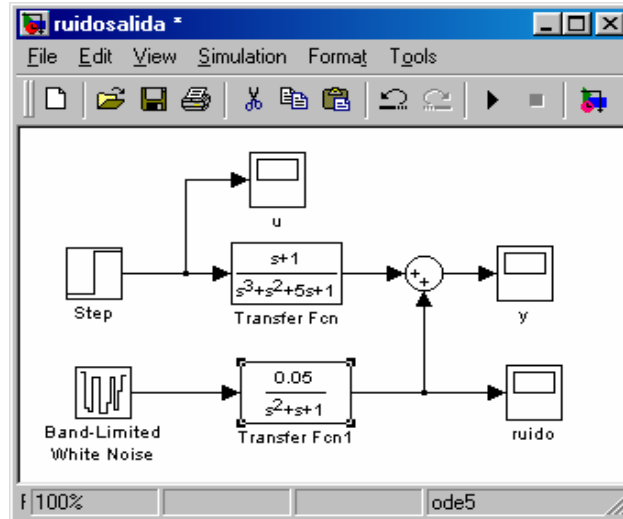 ruidosalida *
File Edit View Simulation Format Tools
u
s+1
s³+s²+5s+1
Step
Transfer Fcn
+
+
y
0.05
s²+s+1
Band-Limited
White Noise
Transfer Fcn1
ruido
F 100% ode5